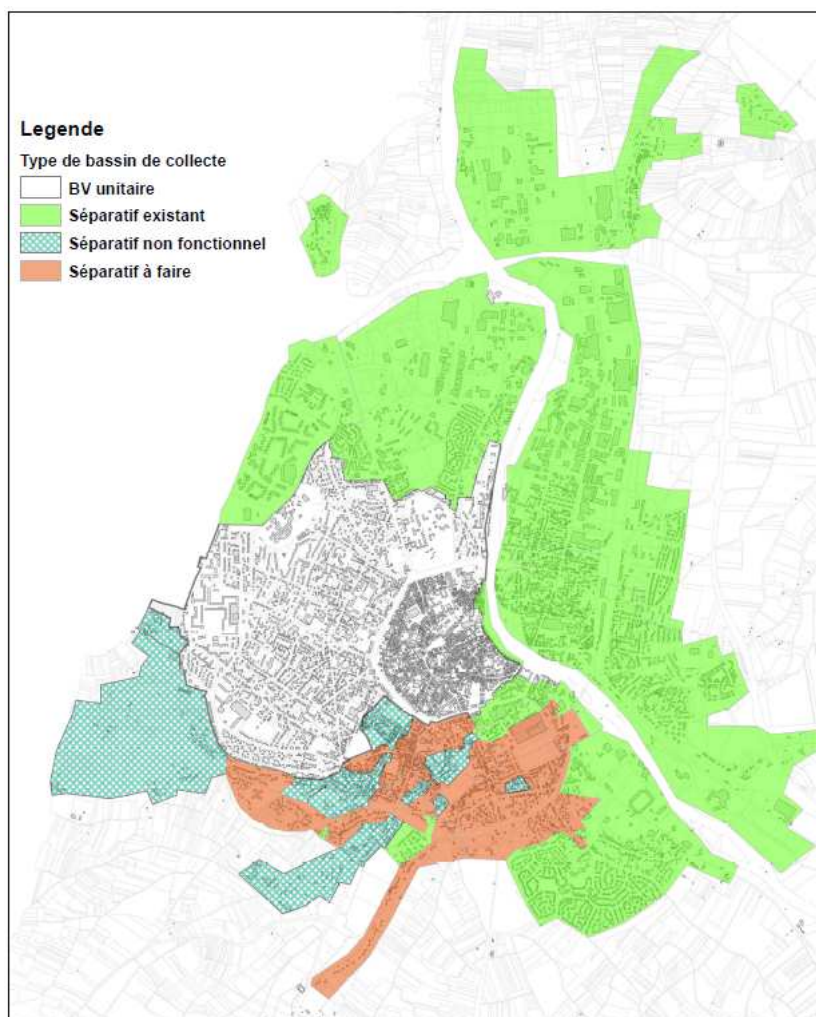 Legende
Type de bassin de collecte
BV unitaire
Séparatif existant
Séparatif non fonctionnel
Séparatif à faire